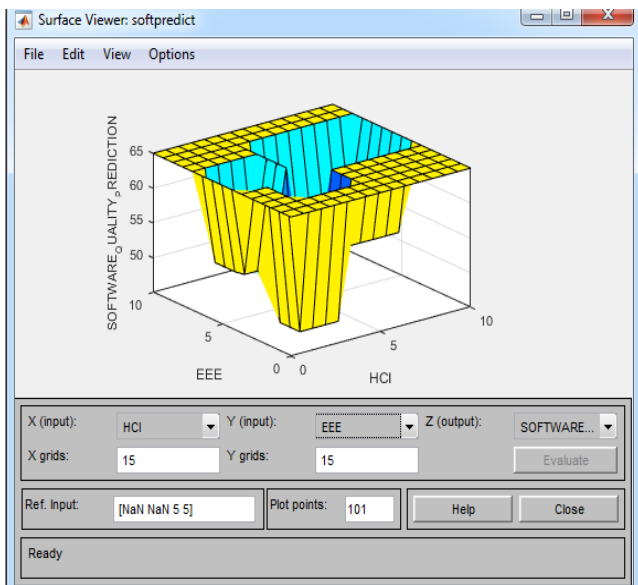 Surface Viewer: softpredict
File Edit View Options
SOFTWARE_QUALITY_PREDICTION
65
60
55
50
10
5
0
EEE
0
5
10
HCI
X (input): HCI Y (input): EEE Z (output): SOFTWARE...
X grids: 15 Y grids: 15 Evaluate
Ref. Input: [NaN NaN 5 5] Plot points: 101 Help Close
Ready